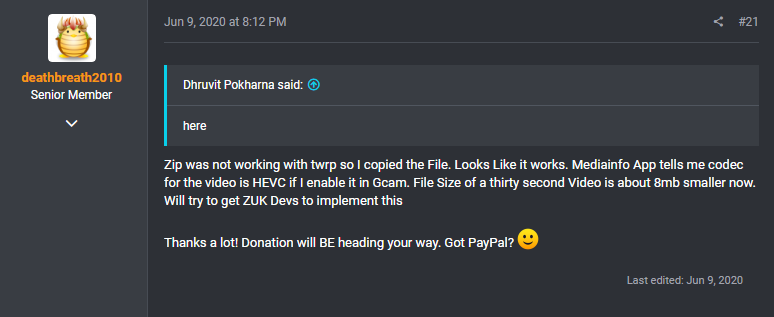 Jun 9, 2020 at 8:12 PM
#21
deathbreath2010
Senior Member
Dhruvit Pokharna said:
here
Zip was not working with twrp so I copied the File. Looks Like it works. Mediainfo App tells me codec
for the video is HEVC if I enable it in Gcam. File Size of a thirty second Video is about 8mb smaller now.
Will try to get ZUK Devs to implement this
Thanks a lot! Donation will BE heading your way. Got PayPal?
Last edited: Jun 9, 2020